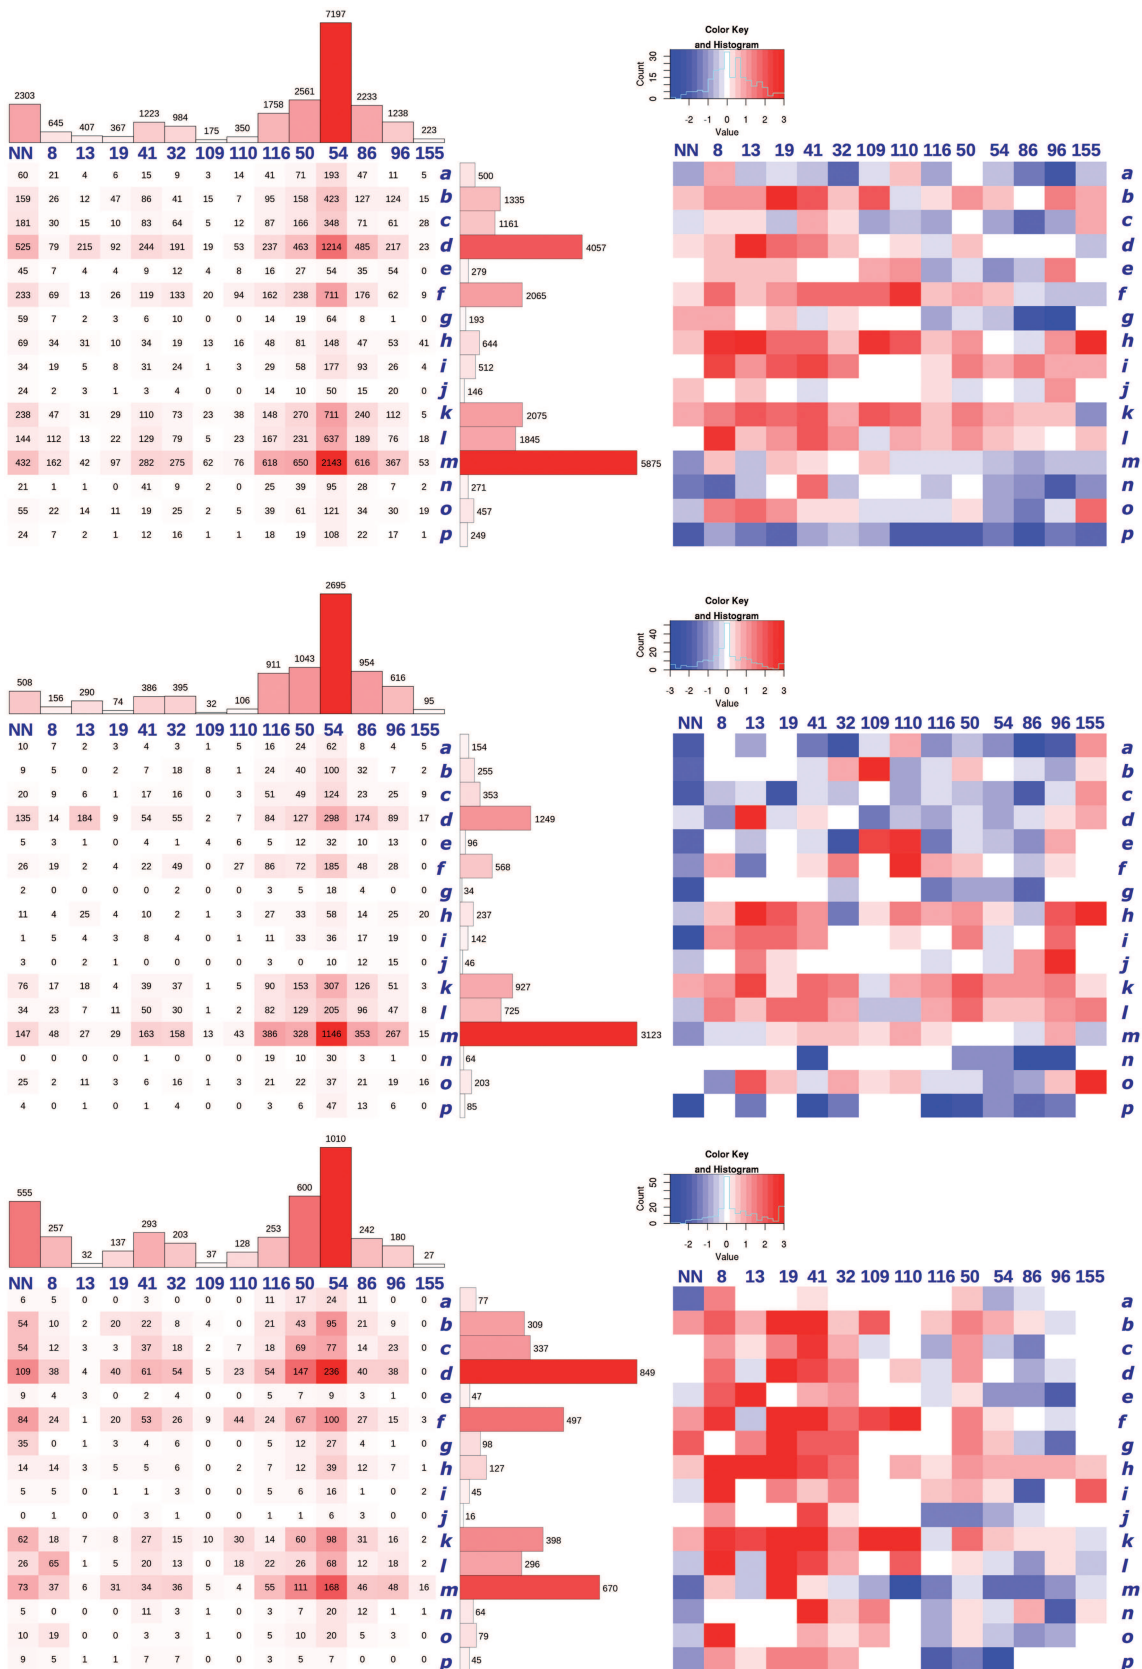 7197
2303 645 407 367 1223 984 175 350 1758 2561 2233 1238 223
NN 8 13 19 41 32 109 110 116 50 54 86 96 155
60 21 4 6 15 9 3 14 41 71 193 47 11 5 a 500
159 26 12 47 86 41 15 7 95 158 423 127 124 15 b 1335
181 30 15 10 83 64 5 12 87 166 348 71 61 28 c 1161
525 79 215 92 244 191 19 53 237 463 1214 485 217 23 d 4057
45 7 4 4 9 12 4 8 16 27 54 35 54 0 e 279
233 69 13 26 119 133 20 94 162 238 711 176 62 9 f 2065
59 7 2 3 6 10 0 0 14 19 64 8 1 0 g 193
69 34 31 10 34 19 13 16 48 81 148 47 53 41 h 644
34 19 5 8 31 24 1 3 29 58 177 93 26 4 i 512
24 2 3 1 3 4 0 0 14 10 50 15 20 0 j 146
238 47 31 29 110 73 23 38 148 270 711 240 112 5 k 2075
144 112 13 22 129 79 5 23 167 231 637 189 76 18 l 1845
432 162 42 97 282 275 62 76 618 650 2143 616 367 53 m 5875
21 1 1 0 41 9 2 0 25 39 95 28 7 2 n 271
55 22 14 11 19 25 2 5 39 61 121 34 30 19 o 457
24 7 2 1 12 16 1 1 18 19 108 22 17 1 p 249
Color Key
and Histogram
Count
0 15 30
-2 -1 0 1 2 3
Value
NN 8 13 19 41 32 109 110 116 50 54 86 96 155
a
b
c
d
e
f
g
h
i
j
k
l
m
n
o
p
2695
508 156 290 74 386 395 32 106 911 1043 954 616 95
NN 8 13 19 41 32 109 110 116 50 54 86 96 155
10 7 2 3 4 3 1 5 16 24 62 8 4 5 a 154
9 5 0 2 7 18 8 1 24 40 100 32 7 2 b 255
20 9 6 1 17 16 0 3 51 49 124 23 25 9 c 353
135 14 184 9 54 55 2 7 84 127 298 174 89 17 d 1249
5 3 1 0 4 1 4 6 5 12 32 10 13 0 e 96
26 19 2 4 22 49 0 27 86 72 185 48 28 0 f 568
2 0 0 0 0 2 0 0 3 5 18 4 0 0 g 34
11 4 25 4 10 2 1 3 27 33 58 14 25 20 h 237
1 5 4 3 8 4 0 1 11 33 36 17 19 0 i 142
3 0 2 1 0 0 0 0 3 0 10 12 15 0 j 46
76 17 18 4 39 37 1 5 90 153 307 126 51 3 k 927
34 23 7 11 50 30 1 2 82 129 205 96 47 8 l 725
147 48 27 29 163 158 13 43 386 328 1146 353 267 15 m 3123
0 0 0 0 1 0 0 0 19 10 30 3 1 0 n 64
25 2 11 3 6 16 1 3 21 22 37 21 19 16 o 203
4 0 1 0 1 4 0 0 3 6 47 13 6 0 p 85
Color Key
and Histogram
Count
0 20 40
-3 -2 -1 0 1 2 3
Value
NN 8 13 19 41 32 109 110 116 50 54 86 96 155
a
b
c
d
e
f
g
h
i
j
k
l
m
n
o
p
1010
555 257 32 137 293 203 37 128 253 600 242 180 27
NN 8 13 19 41 32 109 110 116 50 54 86 96 155
6 5 0 0 3 0 0 0 11 17 24 11 0 0 a 77
54 10 2 20 22 8 4 0 21 43 95 21 9 0 b 309
54 12 3 3 37 18 2 7 18 69 77 14 23 0 c 337
109 38 4 40 61 54 5 23 54 147 236 40 38 0 d 849
9 4 3 0 2 4 0 0 5 7 9 3 1 0 e 47
84 24 1 20 53 26 9 44 24 67 100 27 15 3 f 497
35 0 1 3 4 6 0 0 5 12 27 4 1 0 g 98
14 14 3 5 5 6 0 2 7 12 39 12 7 1 h 127
5 5 0 1 1 3 0 0 5 6 16 1 0 2 i 45
0 1 0 0 3 1 0 0 1 1 6 3 0 0 j 16
62 18 7 8 27 15 10 30 14 60 98 31 16 2 k 398
26 65 1 5 20 13 0 18 22 26 68 12 18 2 l 296
73 37 6 31 34 36 5 4 55 111 168 46 48 16 m 670
5 0 0 0 11 3 1 0 3 7 20 12 1 1 n 64
10 19 0 0 3 3 1 0 5 10 20 5 3 0 o 79
9 5 1 1 7 7 0 0 3 5 7 0 0 0 p 45
Color Key
and Histogram
Count
0 20 50
-2 -1 0 1 2 3
Value
NN 8 13 19 41 32 109 110 116 50 54 86 96 155
a
b
c
d
e
f
g
h
i
j
k
l
m
n
o
p